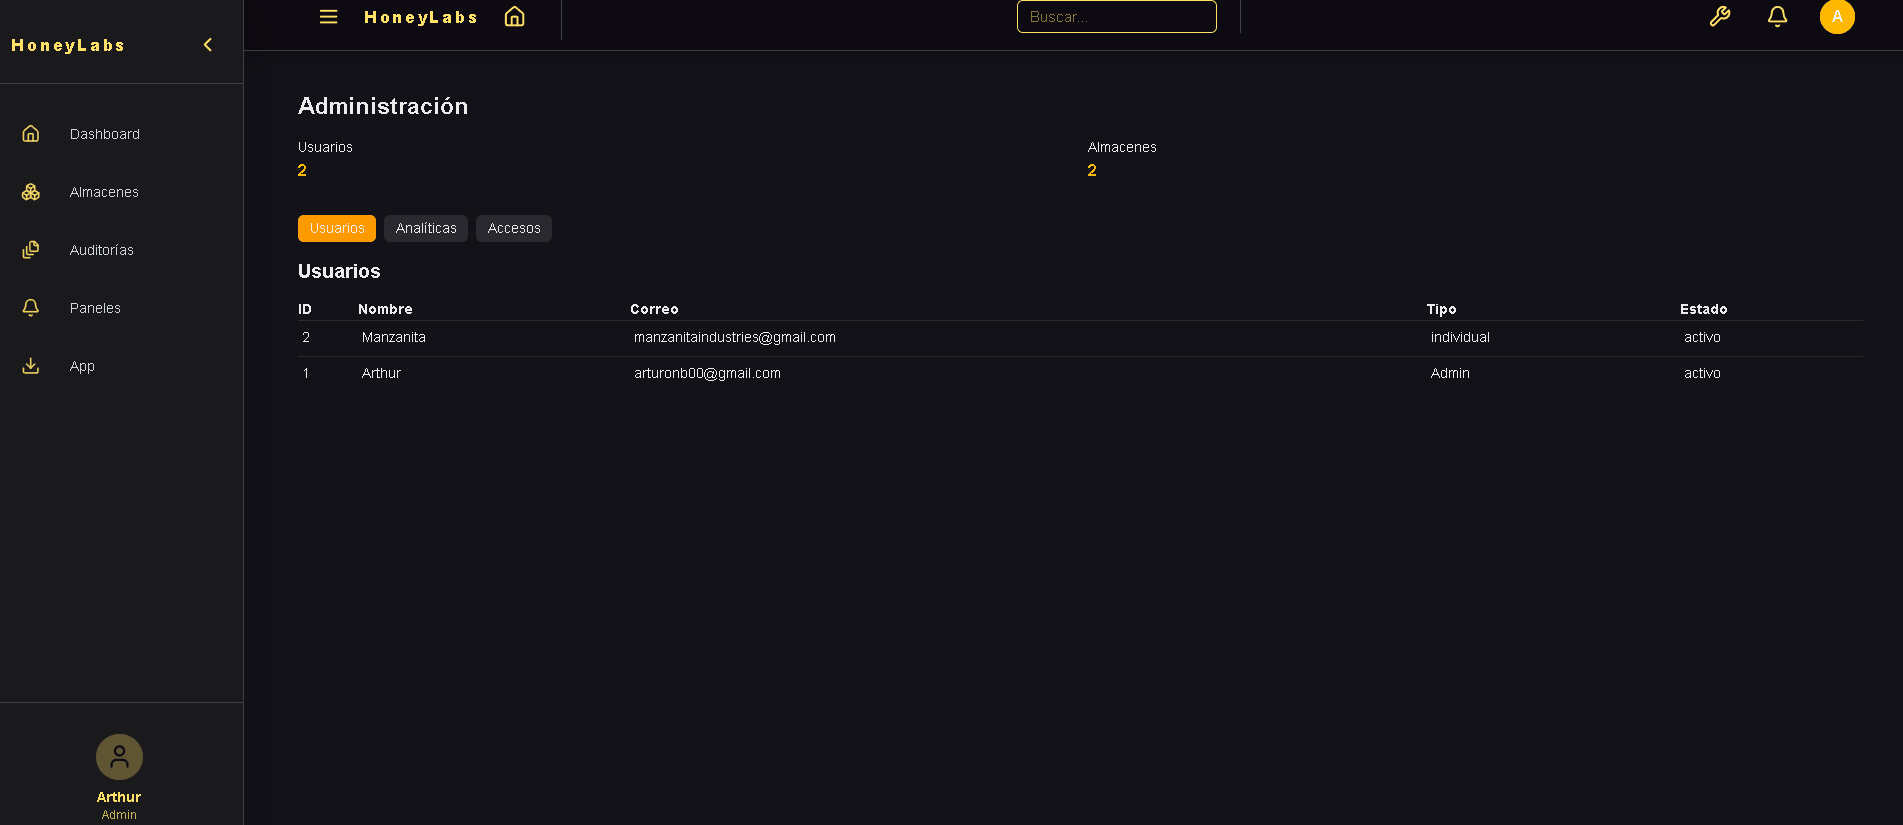 HoneyLabs
Dashboard
Almacenes
Auditorías
Paneles
App
Arthur
Admin
HoneyLabs
Buscar...
A
Administración
Usuarios
2
Almacenes
2
Usuarios Analíticas Accesos
Usuarios
ID Nombre Correo Tipo Estado
2 Manzanita manzanitaindustries@gmail.com individual activo
1 Arthur arturonb00@gmail.com Admin activo